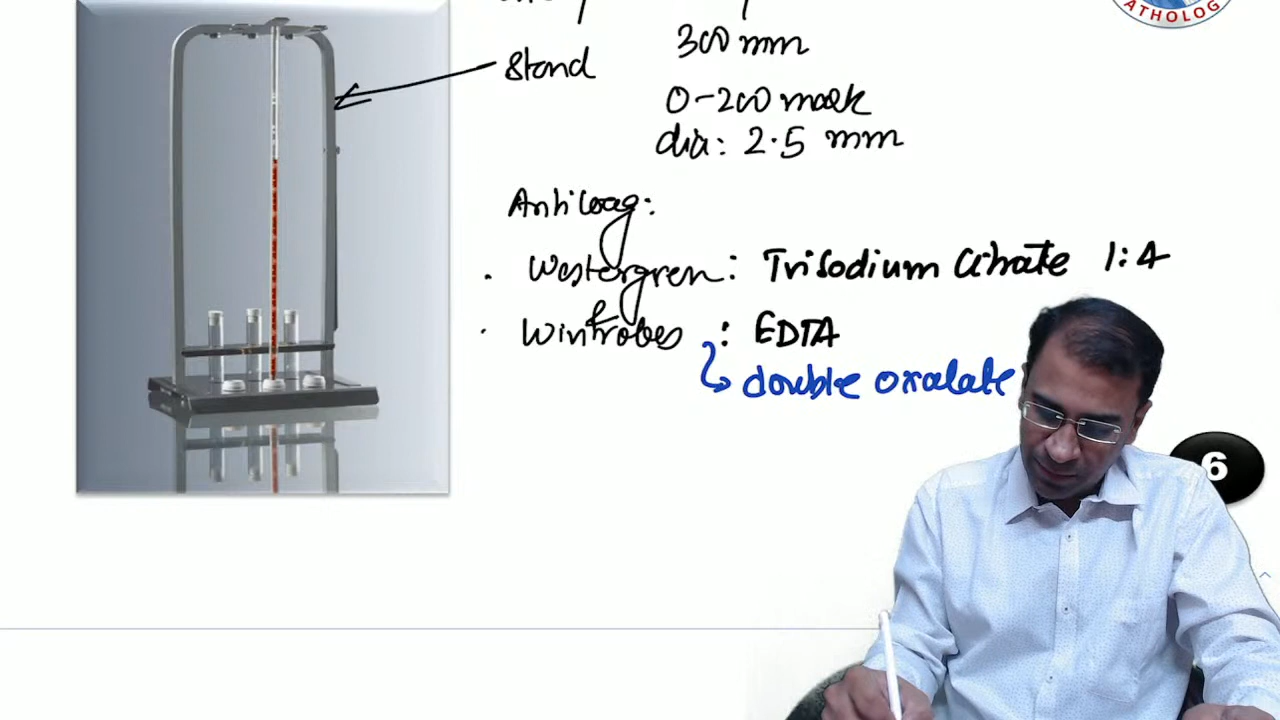 ATHOLOG
300 mm
Stand
0-200 mark
dia: 2.5 mm
Anticoag:
. Westergren: Trisodium Citrate 1:4
. Wintrobes : EDTA
double oxalate
6